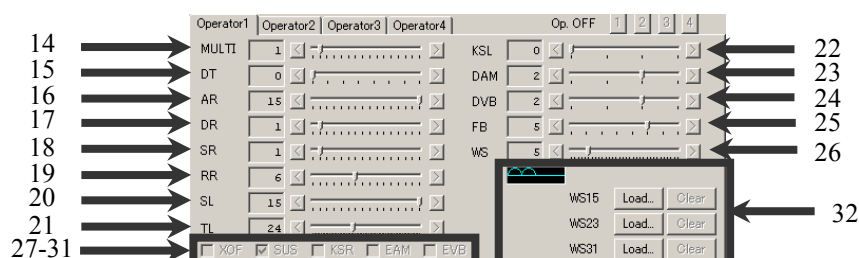 Operator1 Operator2 Operator3 Operator4 Op. OFF 1 2 3 4
14 MULTI 1 KSL 0 22
15 DT 0 DAM 2 23
16 AR 15 DVB 2 24
17 DR 1 FB 5 25
18 SR 1 WS 5 26
19 RR 6
20 SL 15 WS15 Load... Clear
21 TL 24 WS23 Load... Clear 32
27-31 XOF SUS KSR EAM EVB WS31 Load... Clear